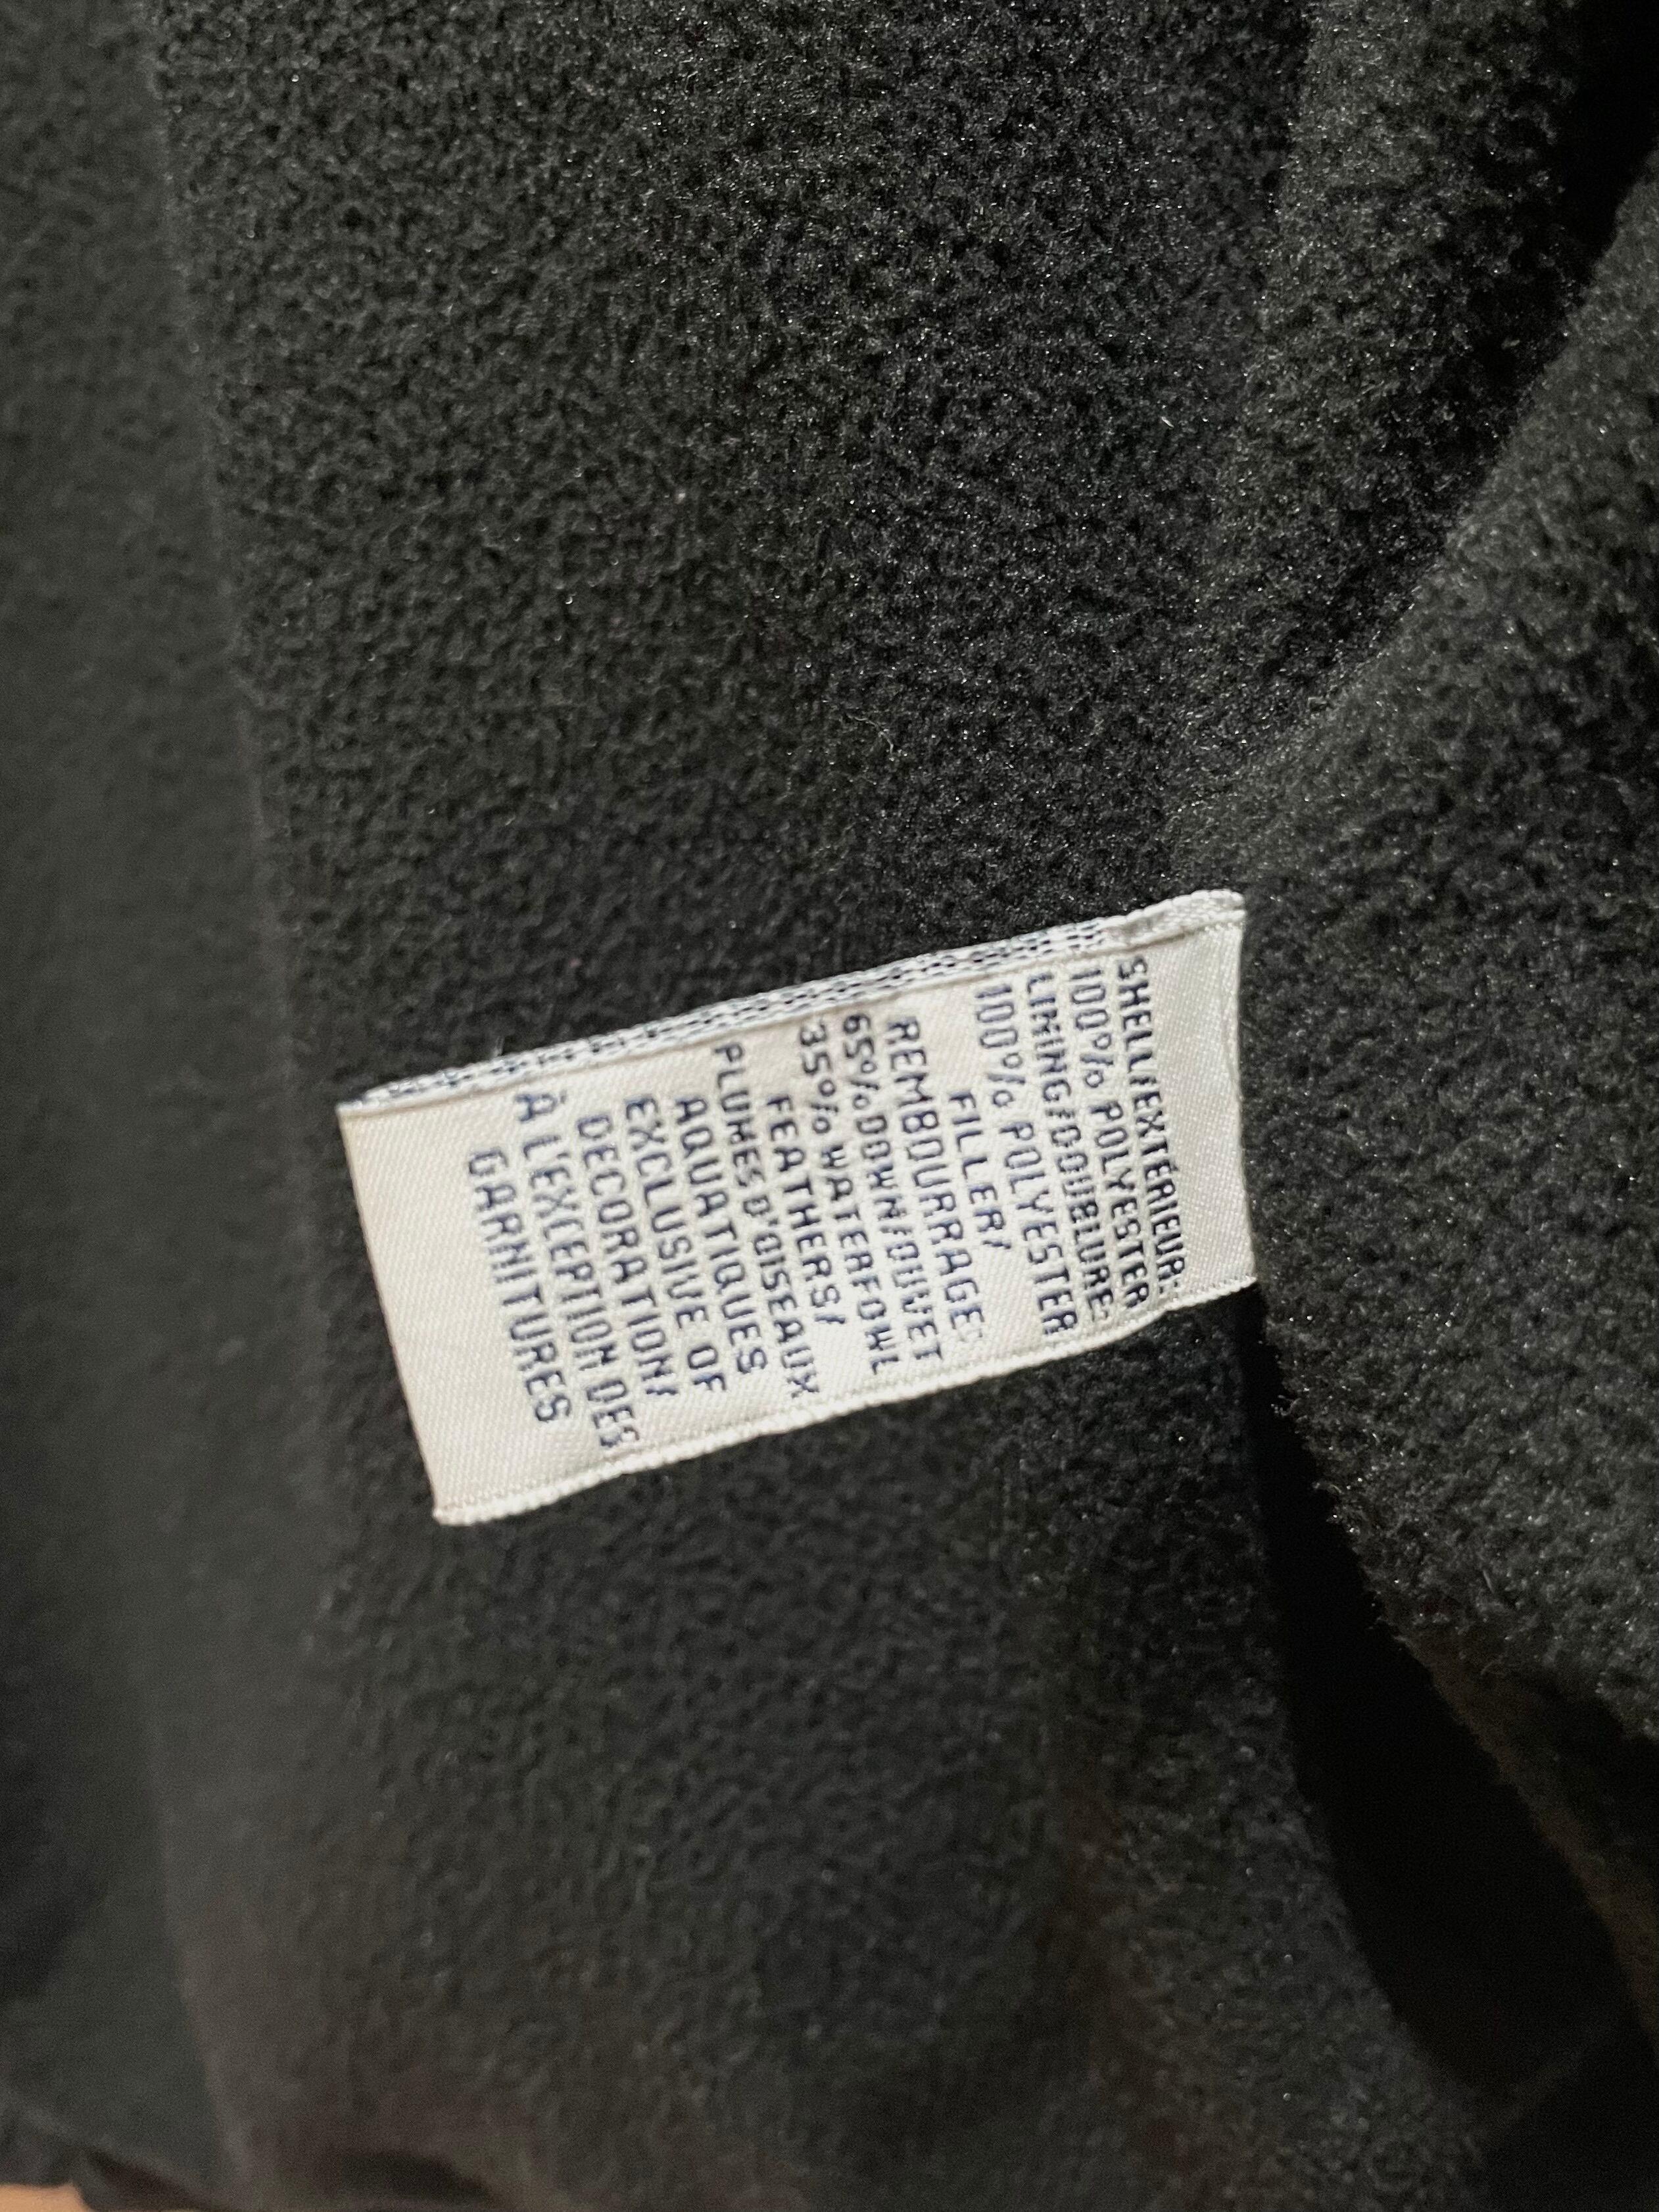 SHELL/EXTÉRIEUR:
100% POLYESTER
LINING/DOUBLURE:
100% POLYESTER
FILLER/
REMBOURRAGE:
65% DOWN/DUVET
35% WATERFOWL
FEATHERS/
PLUMES D'OISEAUX
AQUATIQUES
EXCLUSIVE OF
DECORATION/
À L'EXCEPTION DES
GARNITURES